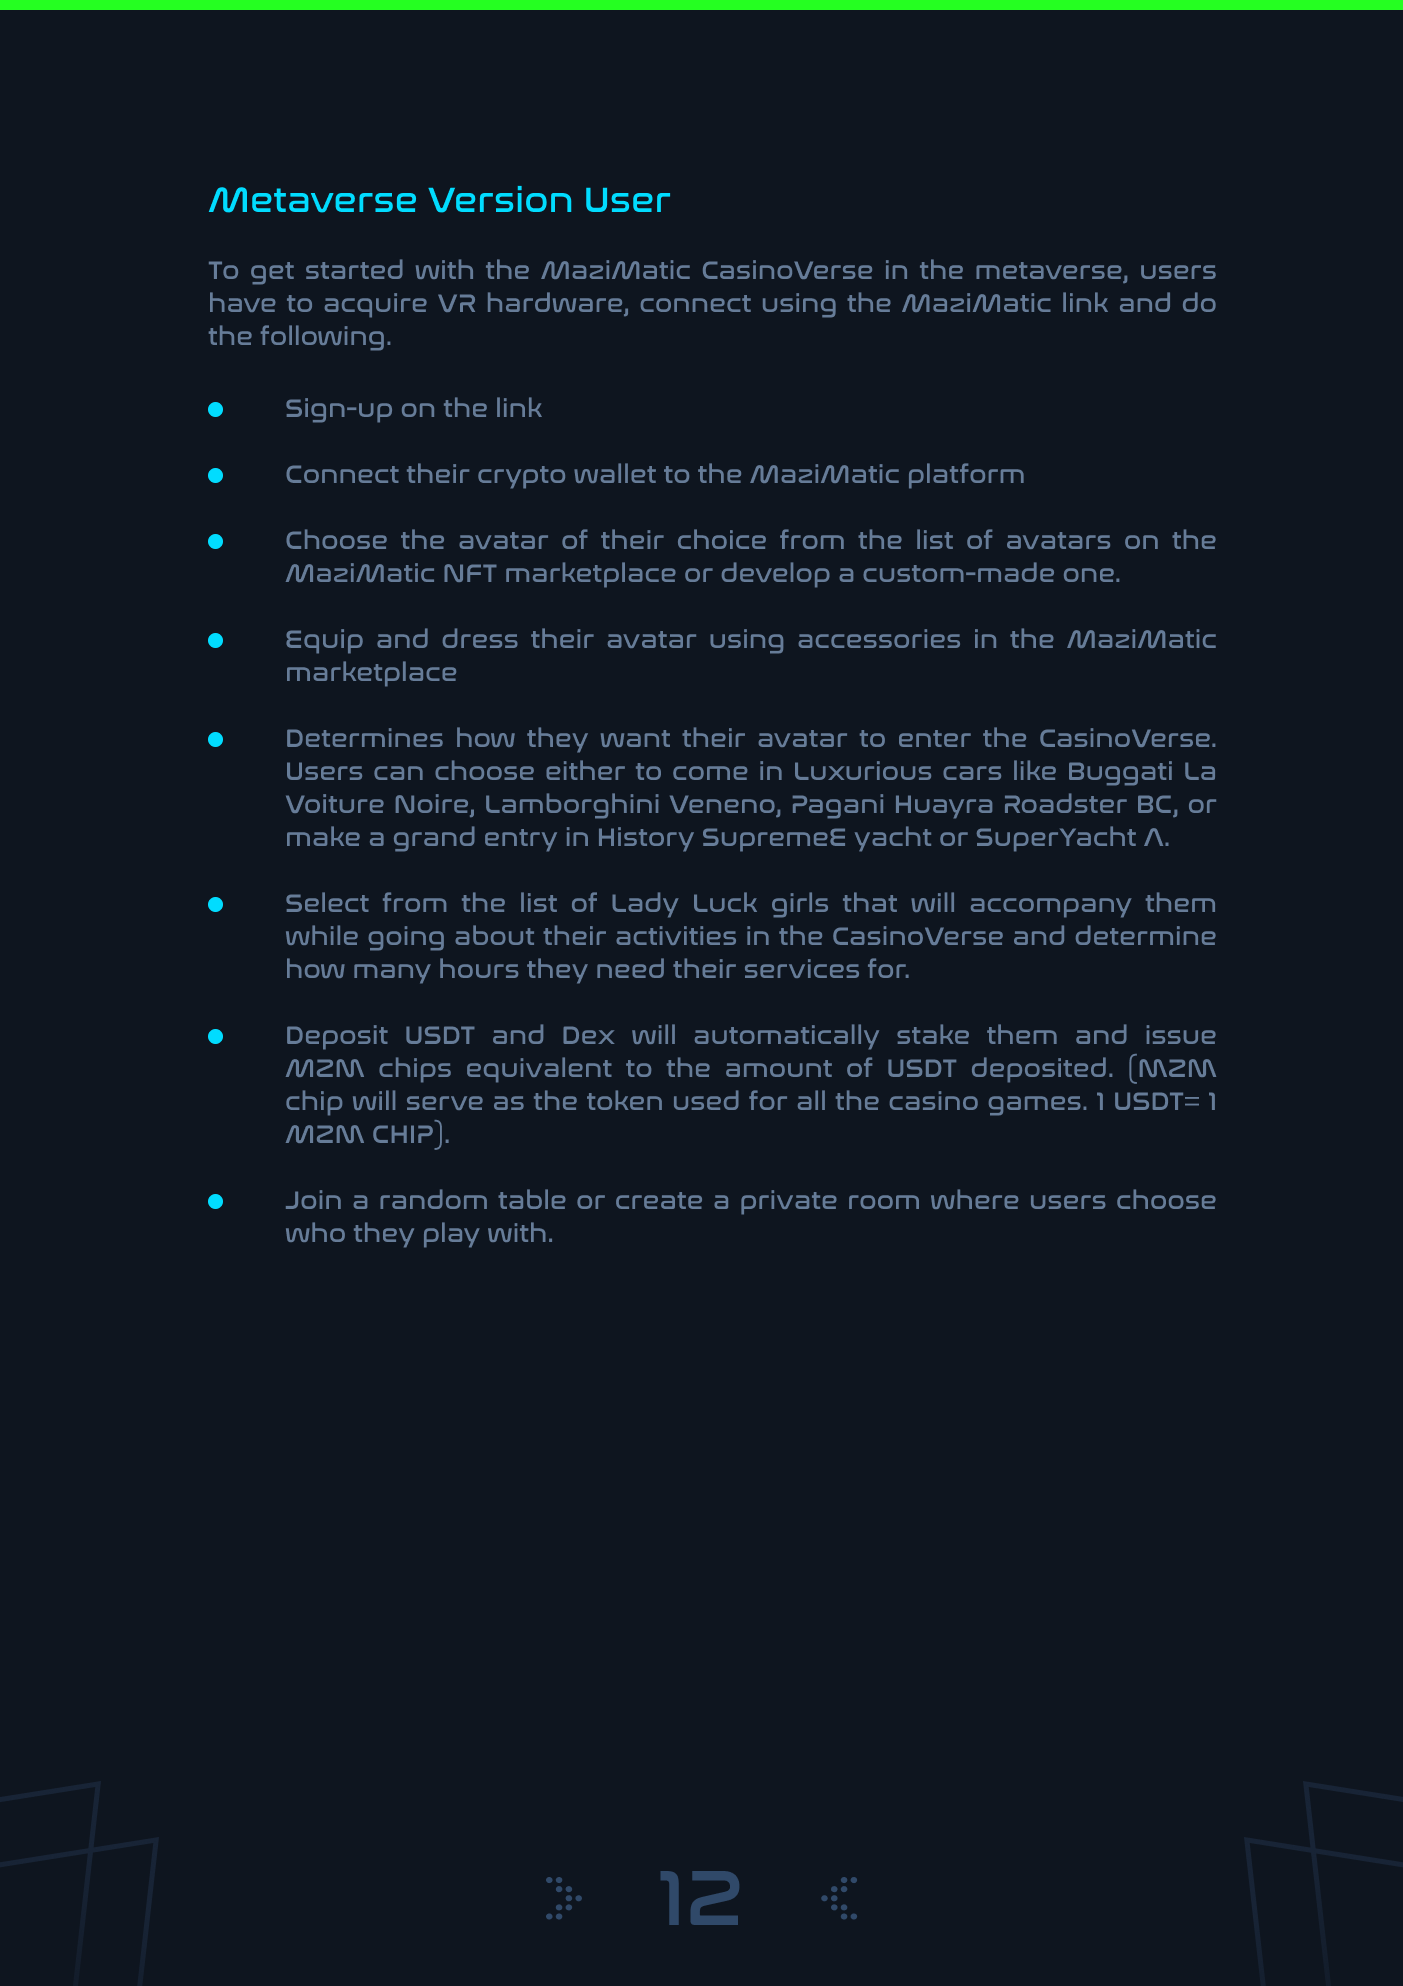 Metaverse Version User
To get started with the MaziMatic CasinoVerse in the metaverse, users
have to acquire VR hardware, connect using the MaziMatic link and do
the following.
● Sign-up on the link
● Connect their crypto wallet to the MaziMatic platform
● Choose the avatar of their choice from the list of avatars on the
MaziMatic NFT marketplace or develop a custom-made one.
● Equip and dress their avatar using accessories in the MaziMatic
marketplace
● Determines how they want their avatar to enter the CasinoVerse.
Users can choose either to come in Luxurious cars like Buggati La
Voiture Noire, Lamborghini Veneno, Pagani Huayra Roadster BC, or
make a grand entry in History SupremeE yacht or SuperYacht A.
● Select from the list of Lady Luck girls that will accompany them
while going about their activities in the CasinoVerse and determine
how many hours they need their services for.
● Deposit USDT and Dex will automatically stake them and issue
MZM chips equivalent to the amount of USDT deposited. (MZM
chip will serve as the token used for all the casino games. 1 USDT= 1
MZM CHIP).
● Join a random table or create a private room where users choose
who they play with.
12